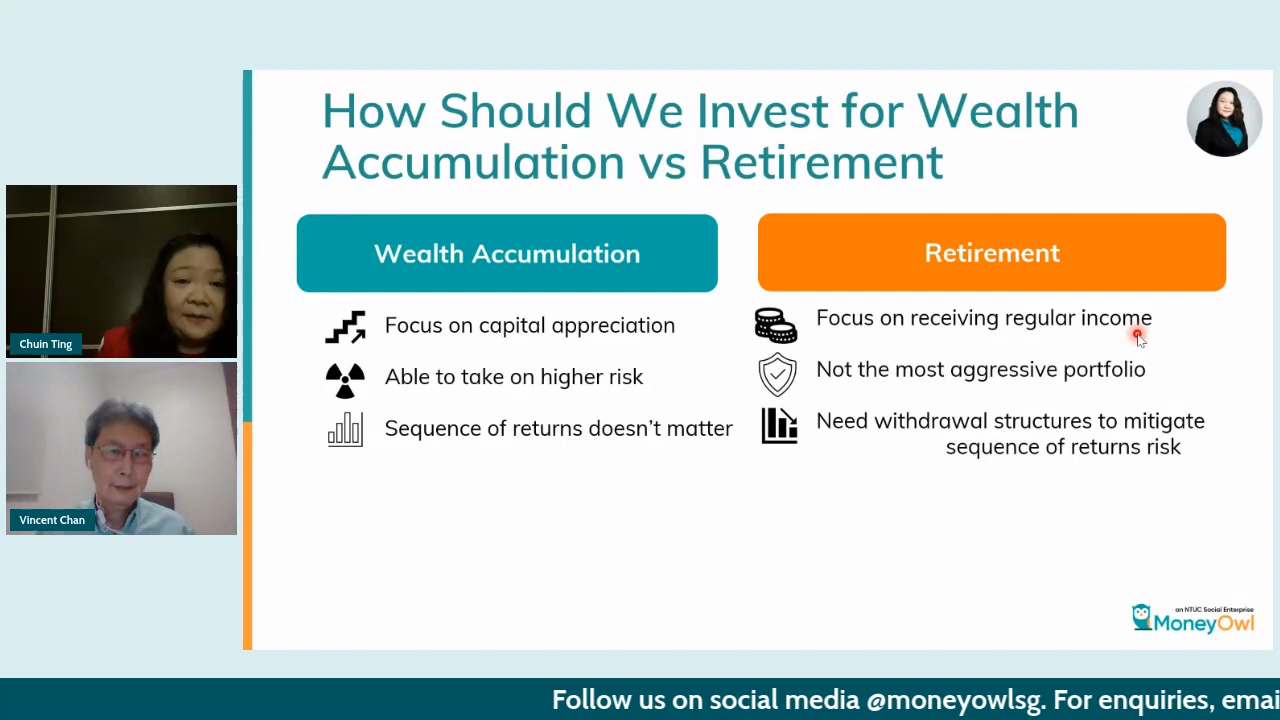 How Should We Invest for Wealth
Accumulation vs Retirement
Wealth Accumulation
Focus on capital appreciation
Able to take on higher risk
Sequence of returns doesn't matter
Retirement
Focus on receiving regular income
Not the most aggressive portfolio
Need withdrawal structures to mitigate
sequence of returns risk
Chuin Ting
Vincent Chan
an NTUC Social Enterprise
MoneyOwl
Follow us on social media @moneyowlsg. For enquiries, emai